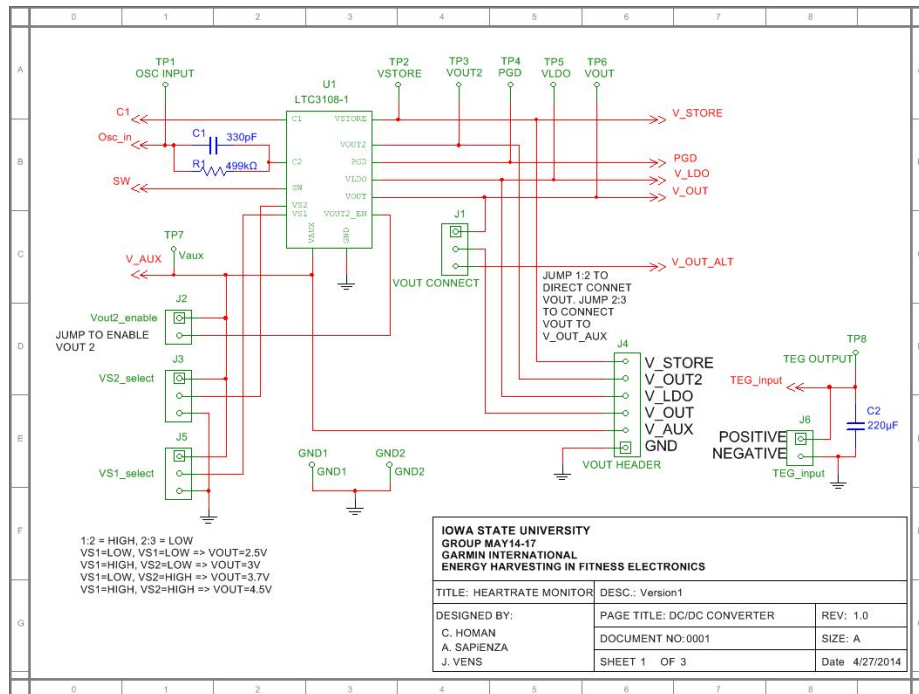 0 1 2 3 4 5 6 7 8
A
B
C
D
E
F
G
TP1
OSC INPUT
TP2
VSTORE
TP3
VOUT2
TP4
PGD
TP5
VLDO
TP6
VOUT
U1
LTC3108-1
C1
Osc_in
C1
330pF
R1
499kΩ
SW
C1
C2
SW
VS2
VS1
VAUX
GND
VSTORE
VOUT2
PGD
VLDO
VOUT
VOUT2_EN
V_STORE
PGD
V_LDO
V_OUT
J1
VOUT CONNECT
V_OUT_ALT
TP7
Vaux
V_AUX
J2
Vout2_enable
JUMP TO ENABLE
VOUT 2
J3
VS2_select
J5
VS1_select
JUMP 1:2 TO
DIRECT CONNET
VOUT. JUMP 2:3
TO CONNECT
VOUT TO
V_OUT_AUX
J4
V_STORE
V_OUT2
V_LDO
V_OUT
V_AUX
GND
VOUT HEADER
TP8
TEG OUTPUT
TEG_input
C2
220µF
J6
POSITIVE
NEGATIVE
TEG_input
GND1
GND1
GND2
GND2
1:2 = HIGH, 2:3 = LOW
VS1=LOW, VS1=LOW => VOUT=2.5V
VS1=HIGH, VS2=LOW => VOUT=3V
VS1=LOW, VS2=HIGH => VOUT=3.7V
VS1=HIGH, VS2=HIGH => VOUT=4.5V
IOWA STATE UNIVERSITY
GROUP MAY14-17
GARMIN INTERNATIONAL
ENERGY HARVESTING IN FITNESS ELECTRONICS
TITLE: HEARTRATE MONITOR
DESC.: Version1
DESIGNED BY:
C. HOMAN
A. SAPiENZA
J. VENS
PAGE TITLE: DC/DC CONVERTER
REV: 1.0
DOCUMENT NO:0001
SIZE: A
SHEET 1 OF 3
Date 4/27/2014
0 1 2 3 4 5 6 7 8